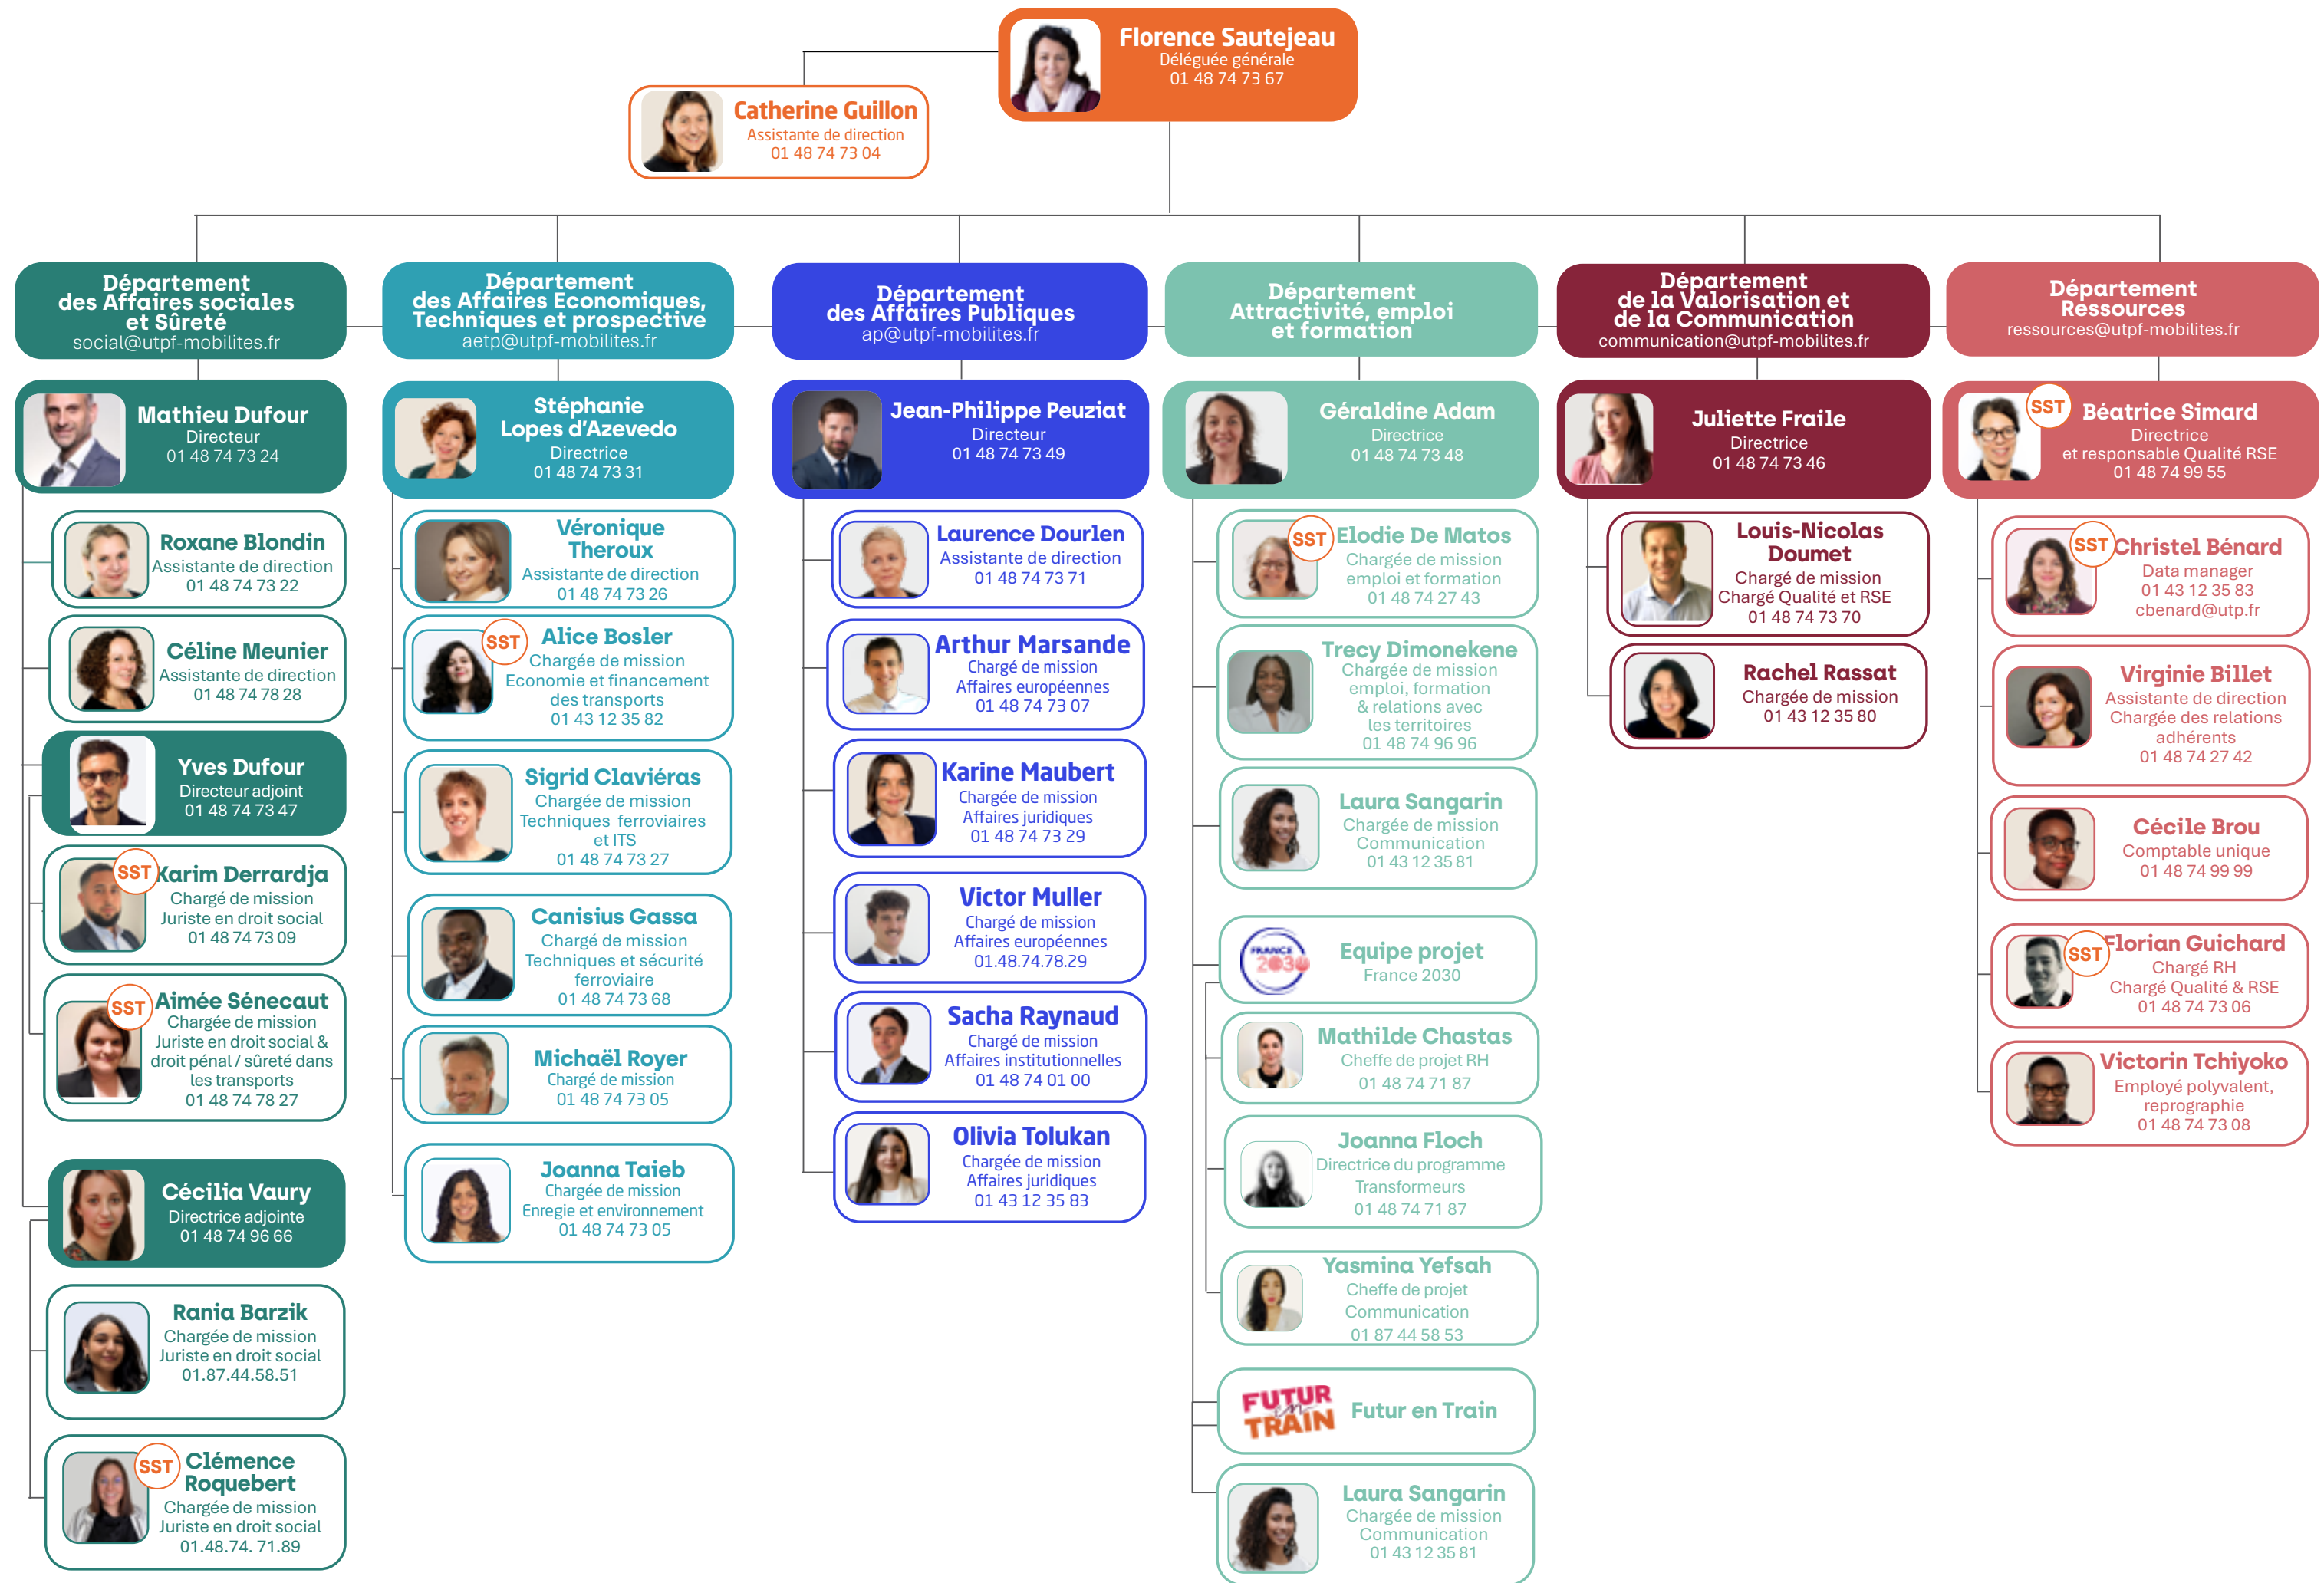 Florence Sautejeau
Déléguée générale
01 48 74 73 67
Catherine Guillon
Assistante de direction
01 48 74 73 04
Département
des Affaires sociales
et Sûreté
social@utpf-mobilites.fr
Mathieu Dufour
Directeur
01 48 74 73 24
Roxane Blondin
Assistante de direction
01 48 74 73 22
Céline Meunier
Assistante de direction
01 48 74 78 28
Yves Dufour
Directeur adjoint
01 48 74 73 47
SST
Karim Derrardja
Chargé de mission
Juriste en droit social
01 48 74 73 09
SST
Aimée Sénecaut
Chargée de mission
Juriste en droit social &
droit pénal / sûreté dans
les transports
01 48 74 78 27
Cécilia Vaury
Directrice adjointe
01 48 74 96 66
Rania Barzik
Chargée de mission
Juriste en droit social
01.87.44.58.51
SST
Clémence
Roquebert
Chargée de mission
Juriste en droit social
01.48.74. 71.89
Département
des Affaires Economiques,
Techniques et prospective
aetp@utpf-mobilites.fr
Stéphanie
Lopes d'Azevedo
Directrice
01 48 74 73 31
Véronique
Theroux
Assistante de direction
01 48 74 73 26
SST
Alice Bosler
Chargée de mission
Economie et financement
des transports
01 43 12 35 82
Sigrid Claviéras
Chargée de mission
Techniques ferroviaires
et ITS
01 48 74 73 27
Canisius Gassa
Chargé de mission
Techniques et sécurité
ferroviaire
01 48 74 73 68
Michaël Royer
Chargé de mission
01 48 74 73 05
Joanna Taieb
Chargée de mission
Enregie et environnement
01 48 74 73 05
Département
des Affaires Publiques
ap@utpf-mobilites.fr
Jean-Philippe Peuziat
Directeur
01 48 74 73 49
Laurence Dourlen
Assistante de direction
01 48 74 73 71
Arthur Marsande
Chargé de mission
Affaires européennes
01 48 74 73 07
Karine Maubert
Chargée de mission
Affaires juridiques
01 48 74 73 29
Victor Muller
Chargé de mission
Affaires européennes
01.48.74.78.29
Sacha Raynaud
Chargé de mission
Affaires institutionnelles
01 48 74 01 00
Olivia Tolukan
Chargée de mission
Affaires juridiques
01 43 12 35 83
Département
Attractivité, emploi
et formation
Géraldine Adam
Directrice
01 48 74 73 48
SST
Elodie De Matos
Chargée de mission
emploi et formation
01 48 74 27 43
Trecy Dimonekene
Chargée de mission
emploi, formation
& relations avec
les territoires
01 48 74 96 96
Laura Sangarin
Chargée de mission
Communication
01 43 12 35 81
FRANCE
2030
Equipe projet
France 2030
Mathilde Chastas
Cheffe de projet RH
01 48 74 71 87
Joanna Floch
Directrice du programme
Transformeurs
01 48 74 71 87
Yasmina Yefsah
Cheffe de projet
Communication
01 87 44 58 53
FUTUR
en
TRAIN
Futur en Train
Laura Sangarin
Chargée de mission
Communication
01 43 12 35 81
Département
de la Valorisation et
de la Communication
communication@utpf-mobilites.fr
Juliette Fraile
Directrice
01 48 74 73 46
Louis-Nicolas
Doumet
Chargé de mission
Chargé Qualité et RSE
01 48 74 73 70
Rachel Rassat
Chargée de mission
01 43 12 35 80
Département
Ressources
ressources@utpf-mobilites.fr
SST
Béatrice Simard
Directrice
et responsable Qualité RSE
01 48 74 99 55
SST
Christel Bénard
Data manager
01 43 12 35 83
cbenard@utp.fr
Virginie Billet
Assistante de direction
Chargée des relations
adhérents
01 48 74 27 42
Cécile Brou
Comptable unique
01 48 74 99 99
SST
Florian Guichard
Chargé RH
Chargé Qualité & RSE
01 48 74 73 06
Victorin Tchiyoko
Employé polyvalent,
reprographie
01 48 74 73 08